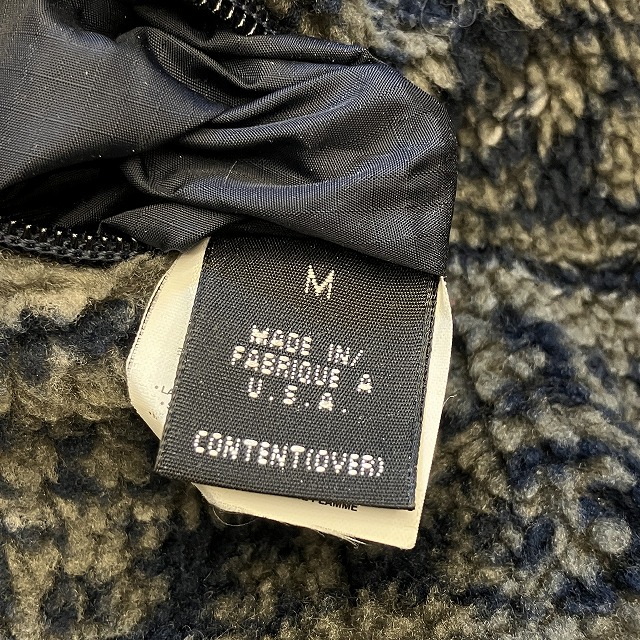 M
MADE IN/
FABRIQUE A
U.S.A.
CONTENT(OVER)